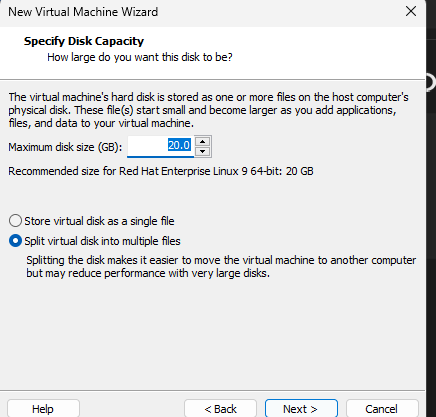 New Virtual Machine Wizard
Specify Disk Capacity
How large do you want this disk to be?
The virtual machine's hard disk is stored as one or more files on the host computer's
physical disk. These file(s) start small and become larger as you add applications,
files, and data to your virtual machine.
Maximum disk size (GB): 20.0
Recommended size for Red Hat Enterprise Linux 9 64-bit: 20 GB
Store virtual disk as a single file
Split virtual disk into multiple files
Splitting the disk makes it easier to move the virtual machine to another computer
but may reduce performance with very large disks.
Help < Back Next > Cancel